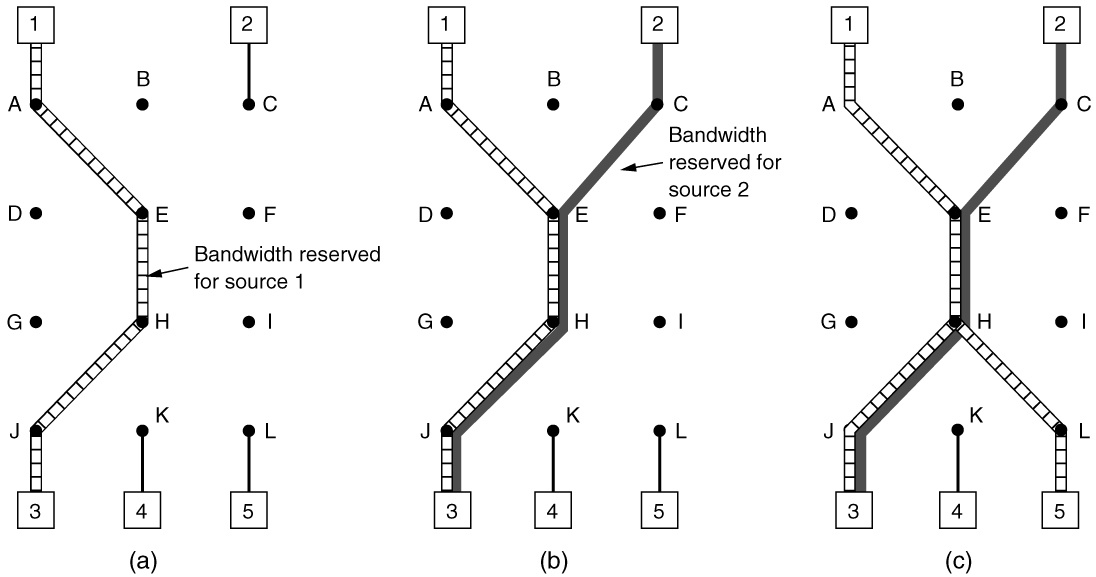 1
2
1
2
1
2
B
B
B
A
C
A
C
A
C
Bandwidth
reserved for
source 2
D
E
F
D
E
F
D
E
F
Bandwidth reserved
for source 1
G
H
I
G
H
I
G
H
I
K
K
K
J
L
J
L
J
L
3
4
5
3
4
5
3
4
5
(a)
(b)
(c)